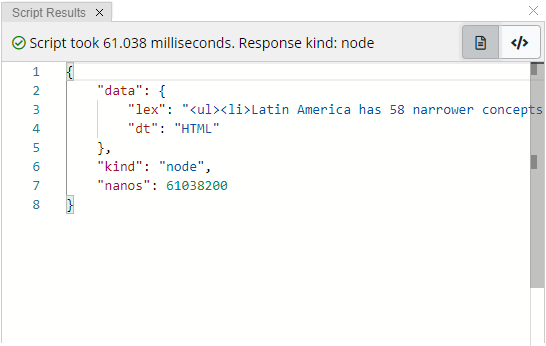 Script Results ×
Script took 61.038 milliseconds. Response kind: node
1 {
2 "data": {
3 "lex": "<ul><li>Latin America has 58 narrower concepts
4 "dt": "HTML"
5 },
6 "kind": "node",
7 "nanos": 61038200
8 }